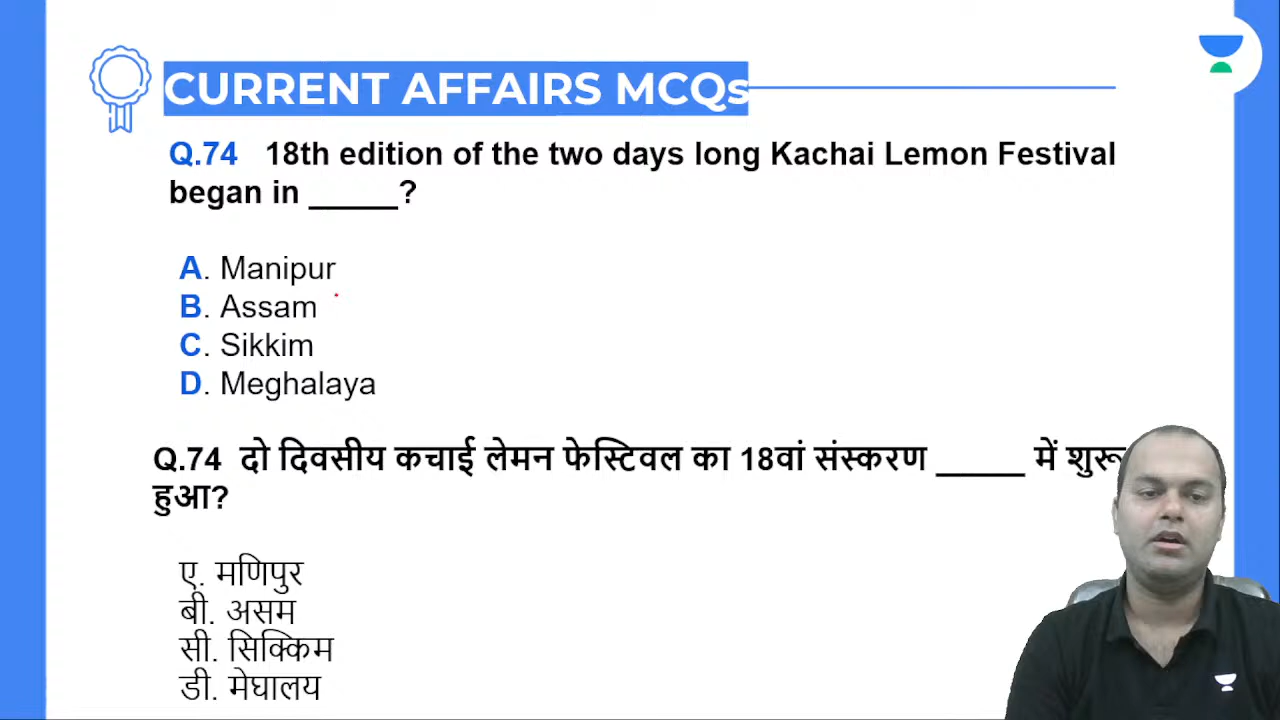 CURRENT AFFAIRS MCQs
Q.74 18th edition of the two days long Kachai Lemon Festival
began in _____?
A. Manipur
B. Assam
C. Sikkim
D. Meghalaya
Q.74 दो दिवसीय कचाई लेमन फेस्टिवल का 18वां संस्करण _____ में शुरू
हुआ?
ए. मणिपुर
बी. असम
सी. सिक्किम
डी. मेघालय